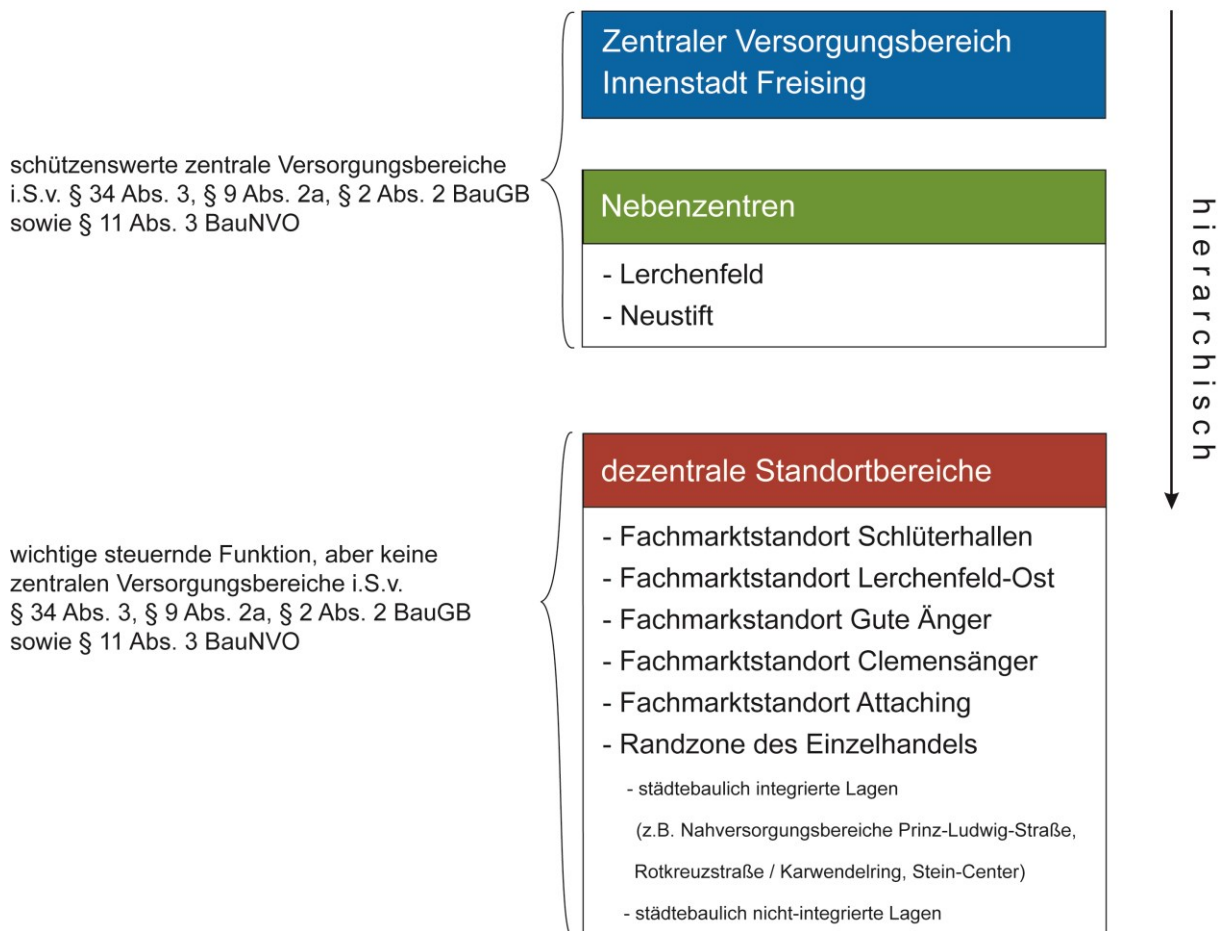 Zentraler Versorgungsbereich
Innenstadt Freising
schützenswerte zentrale Versorgungsbereiche
i.S.v. § 34 Abs. 3, § 9 Abs. 2a, § 2 Abs. 2 BauGB
sowie § 11 Abs. 3 BauNVO
Nebenzentren
- Lerchenfeld
- Neustift
hierarchisch
dezentrale Standortbereiche
wichtige steuernde Funktion, aber keine
zentralen Versorgungsbereiche i.S.v.
§ 34 Abs. 3, § 9 Abs. 2a, § 2 Abs. 2 BauGB
sowie § 11 Abs. 3 BauNVO
- Fachmarktstandort Schlüterhallen
- Fachmarktstandort Lerchenfeld-Ost
- Fachmarkstandort Gute Änger
- Fachmarktstandort Clemensänger
- Fachmarktstandort Attaching
- Randzone des Einzelhandels
- städtebaulich integrierte Lagen
(z.B. Nahversorgungsbereiche Prinz-Ludwig-Straße,
Rotkreuzstraße / Karwendelring, Stein-Center)
- städtebaulich nicht-integrierte Lagen